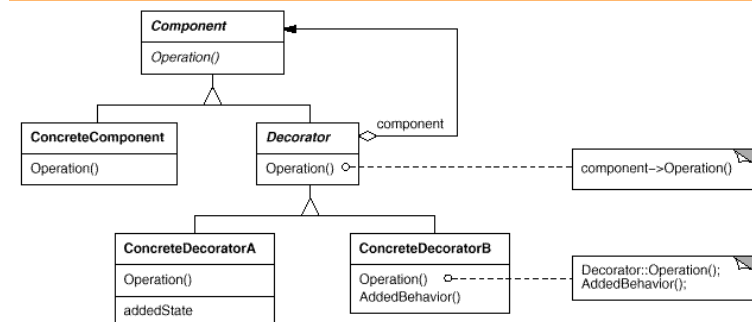 Component
Operation()
component
ConcreteComponent
Operation()
Decorator
Operation()
component->Operation()
ConcreteDecoratorA
Operation()
addedState
ConcreteDecoratorB
Operation()
AddedBehavior()
Decorator::Operation();
AddedBehavior();